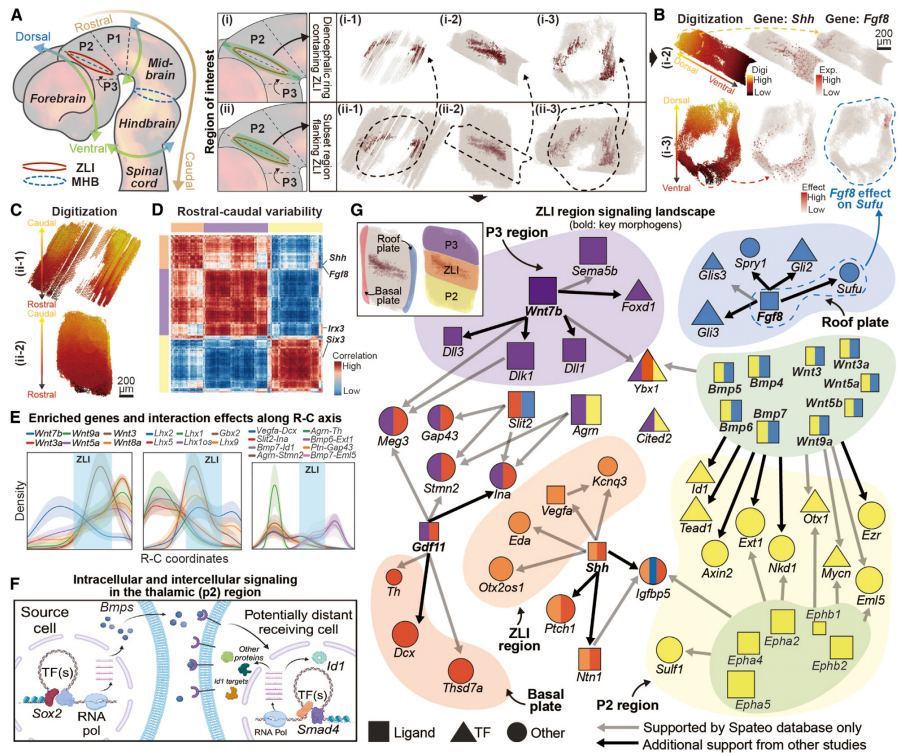 A
Rostral
Dorsal
P2
P1
Mid-
brain
P3
Forebrain
Hindbrain
Ventral
Spinal
cord
Caudal
ZLI
MHB
Region of interest
(i)
P2
P3
(ii)
P2
P3
Diencephalic ring
containing ZLI
Subset region
flanking ZLI
(i-1)
(i-2)
(i-3)
(ii-1)
(ii-2)
(ii-3)
B
Digitization
Gene: Shh
Gene: Fgf8
200
μm
(i-2)
Dorsal
Ventral
Digi
High
Low
Exp.
High
Low
(i-3)
Dorsal
Ventral
Effect
High
Low
Fgf8 effect
on Sufu
C
Digitization
(ii-1)
Caudal
Rostral
(ii-2)
Caudal
Rostral
200
μm
D
Rostral-caudal variability
Shh
Fgf8
Irx3
Six3
Correlation
High
Low
E
Enriched genes and interaction effects along R-C axis
Wnt7b
Wnt9a
Wnt3
Wnt3a
Wnt5a
Wnt8a
Lhx2
Lhx1
Gbx2
Lhx5
Lhx1os
Lhx9
Vegfa-Dcx
Agrn-Th
Slit2-Ina
Bmp6-Ext1
Bmp7-Id1
Ptn-Gap43
Agrn-Stmn2
Bmp7-Eml5
Density
ZLI
ZLI
R-C coordinates
F
Intracellular and intercellular signaling
in the thalamic (p2) region
Source
cell
Bmps
Potentially distant
receiving cell
Other
proteins
Id1
Id1 targets
TF(s)
TF(s)
Sox2
RNA
pol
RNA Pol
Smad4
G
ZLI region signaling landscape
(bold: key morphogens)
Roof
plate
Basal
plate
P3
ZLI
P2
P3 region
Sema5b
Wnt7b
Foxd1
Dll3
Dlk1
Dll1
Ybx1
Glis3
Spry1
Gli2
Sufu
Gli3
Fgf8
Roof plate
Bmp5
Bmp4
Wnt3
Wnt3a
Wnt5a
Bmp6
Bmp7
Wnt5b
Wnt9a
Meg3
Gap43
Slit2
Agrn
Cited2
Stmn2
Ina
Kcnq3
Vegfa
Eda
Gdf11
Otx2os1
Shh
Igfbp5
Th
Ptch1
Dcx
ZLI
region
Ntn1
Thsd7a
Basal
plate
Id1
Tead1
Axin2
Ext1
Nkd1
Otx1
Mycn
Ezr
Eml5
Ephb1
Epha2
Epha4
Ephb2
Sulf1
Epha5
P2 region
Ligand
TF
Other
Supported by Spateo database only
Additional support from other studies